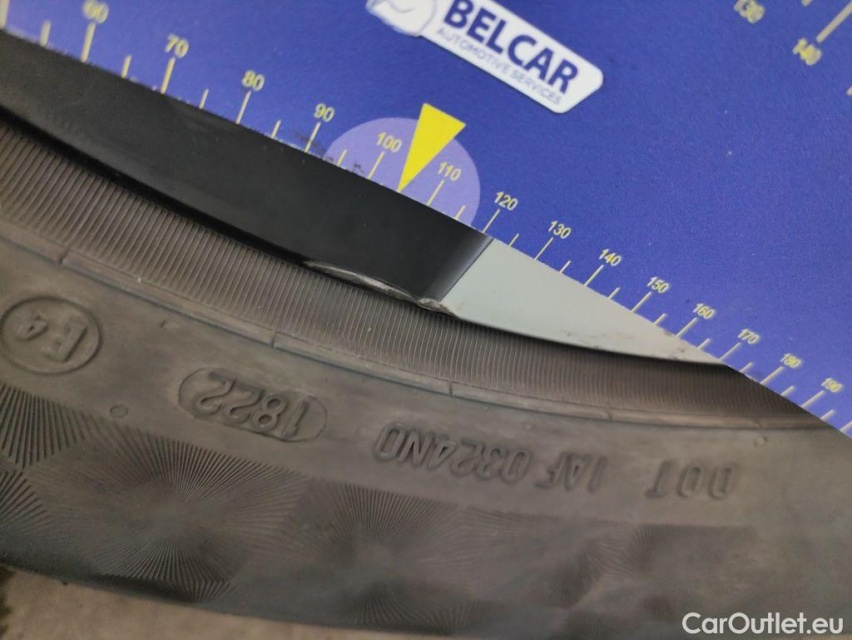 BELCAR
AUTOMOTIVE SERVICES
60 70 80 90 100 110 120 130 140 150 160 170 180 190
130 140
E4
1822
DOT 1AF 0324NO
CarOutlet.eu